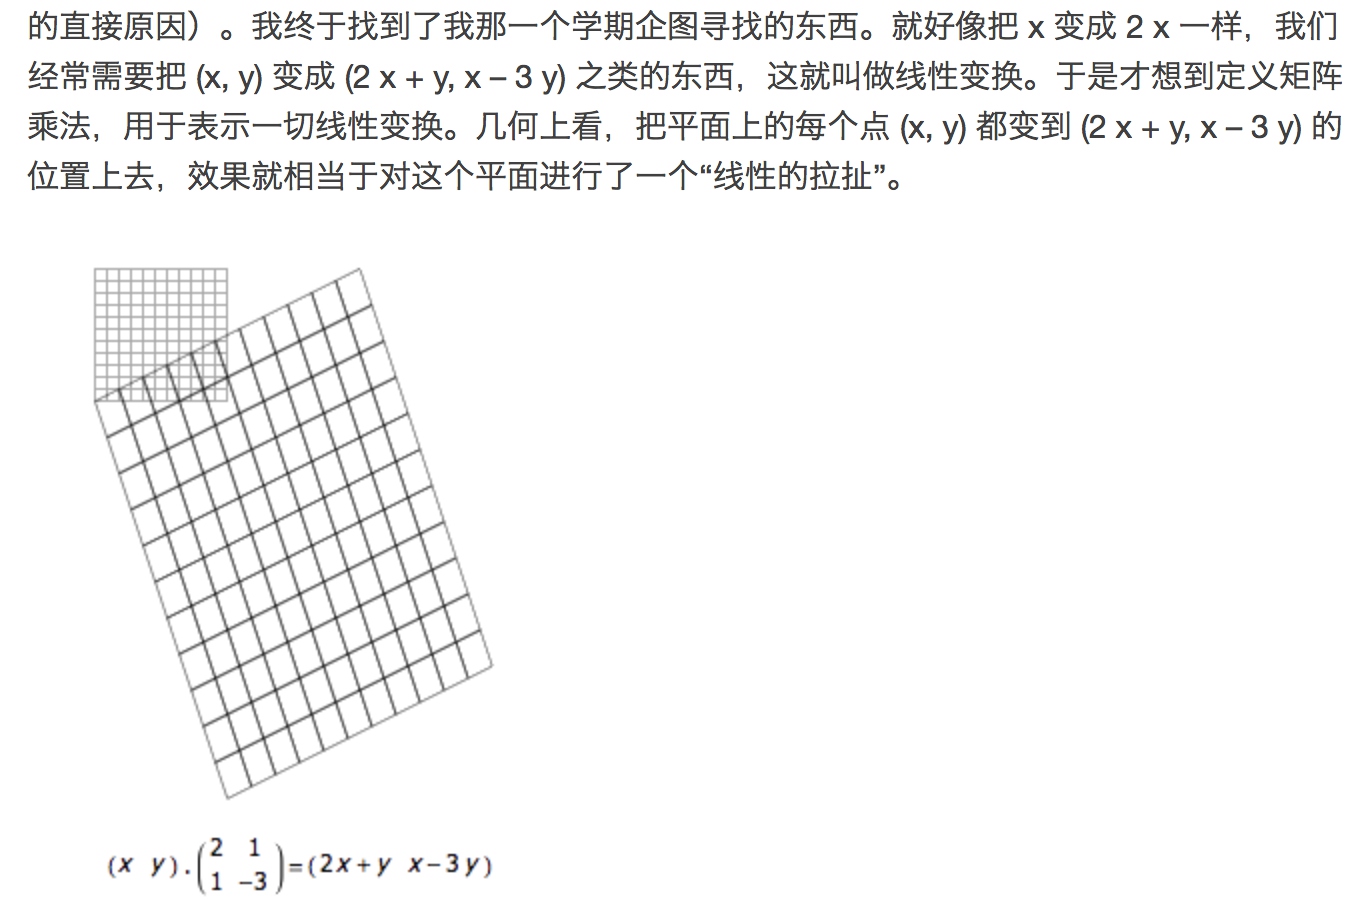 的直接原因）。我终于找到了我那一个学期企图寻找的东西。就好像把 x 变成 2 x 一样，我们
经常需要把 (x, y) 变成 (2 x + y, x – 3 y) 之类的东西，这就叫做线性变换。于是才想到定义矩阵
乘法，用于表示一切线性变换。几何上看，把平面上的每个点 (x, y) 都变到 (2 x + y, x – 3 y) 的
位置上去，效果就相当于对这个平面进行了一个“线性的拉扯”。
(x y).(2 1
1 −3)=(2x+y x−3y)